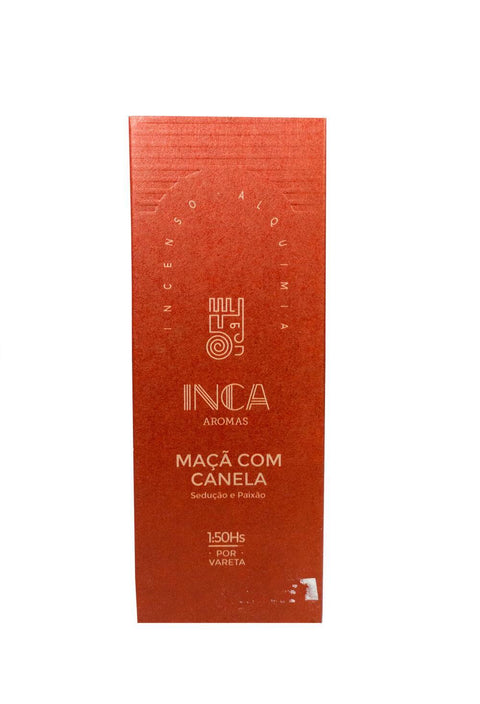 INCENSO · ALQUIMIA
INCA
AROMAS
MAÇÃ COM
CANELA
Sedução e Paixão
1:50Hs
· POR ·
VARETA